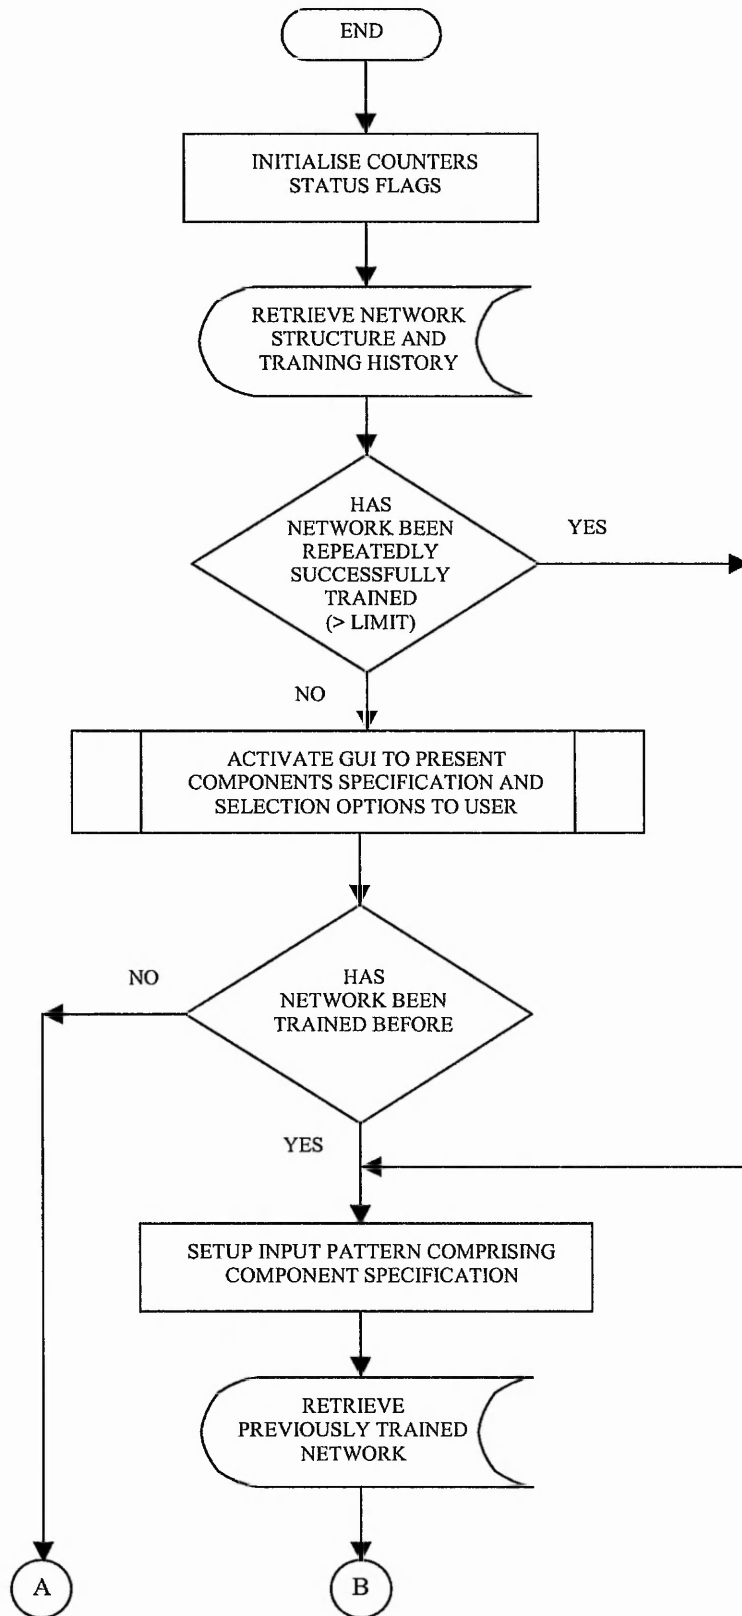 END
INITIALISE COUNTERS
STATUS FLAGS
RETRIEVE NETWORK
STRUCTURE AND
TRAINING HISTORY
HAS
NETWORK BEEN
REPEATEDLY
SUCCESSFULLY
TRAINED
(> LIMIT)
YES
NO
ACTIVATE GUI TO PRESENT
COMPONENTS SPECIFICATION AND
SELECTION OPTIONS TO USER
NO
HAS
NETWORK BEEN
TRAINED BEFORE
YES
SETUP INPUT PATTERN COMPRISING
COMPONENT SPECIFICATION
RETRIEVE
PREVIOUSLY TRAINED
NETWORK
A
B